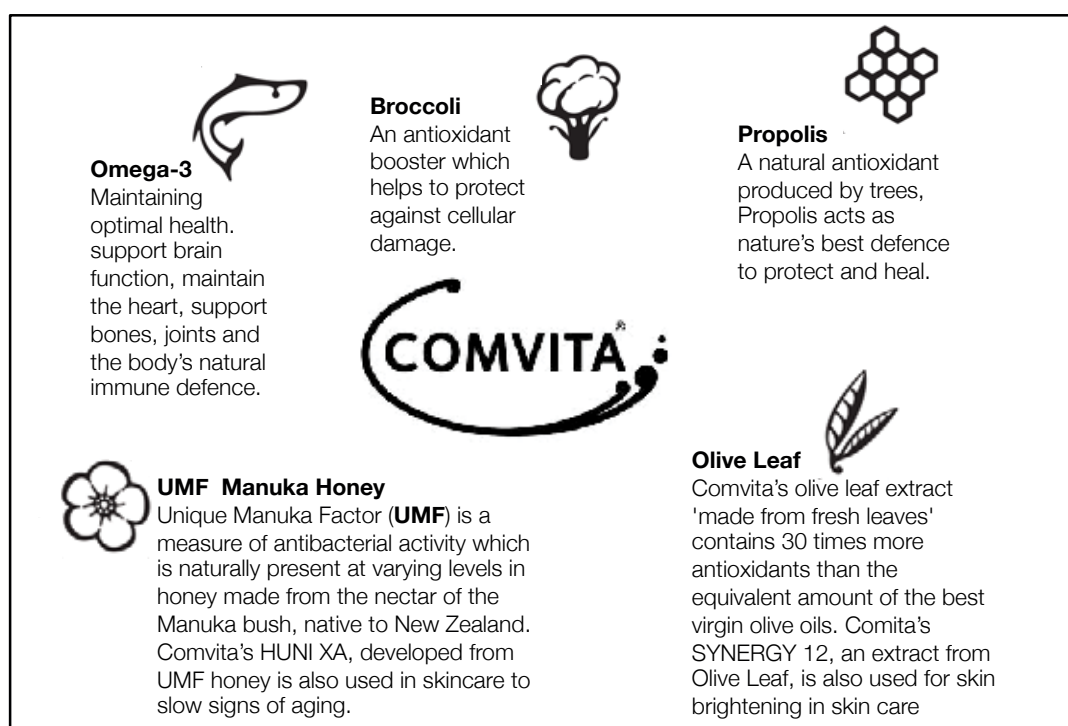 Omega-3
Maintaining
optimal health.
support brain
function, maintain
the heart, support
bones, joints and
the body's natural
immune defence.
Broccoli
An antioxidant
booster which
helps to protect
against cellular
damage.
Propolis
A natural antioxidant
produced by trees,
Propolis acts as
nature's best defence
to protect and heal.
COMVITA®
UMF Manuka Honey
Unique Manuka Factor (UMF) is a
measure of antibacterial activity which
is naturally present at varying levels in
honey made from the nectar of the
Manuka bush, native to New Zealand.
Comvita's HUNI XA, developed from
UMF honey is also used in skincare to
slow signs of aging.
Olive Leaf
Comvita's olive leaf extract
'made from fresh leaves'
contains 30 times more
antioxidants than the
equivalent amount of the best
virgin olive oils. Comita's
SYNERGY 12, an extract from
Olive Leaf, is also used for skin
brightening in skin care